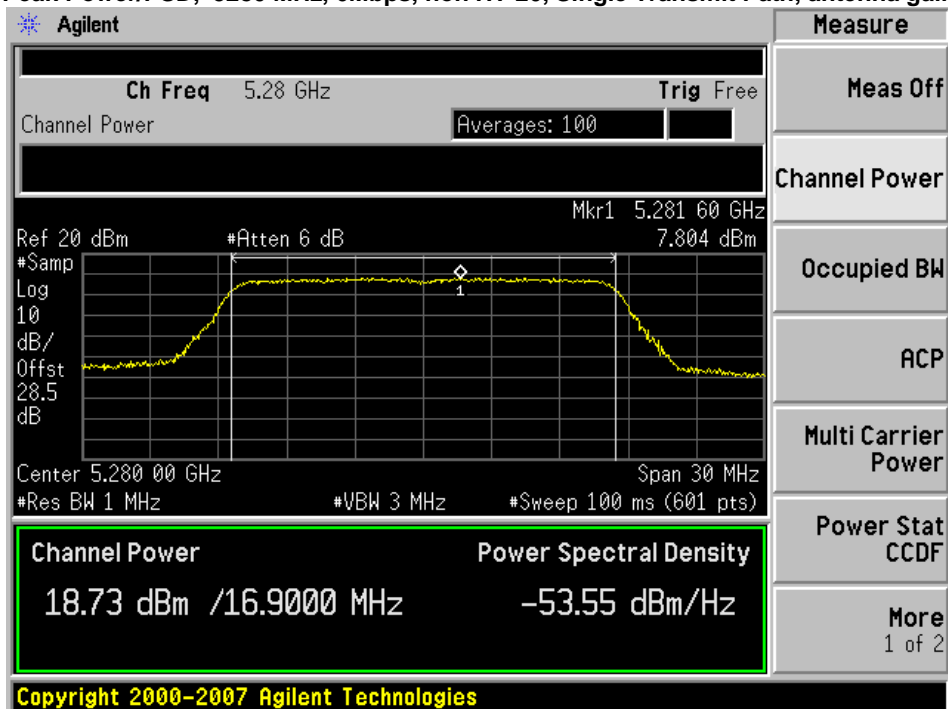 Agilent
Measure
Ch Freq 5.28 GHz Trig Free
Channel Power Averages: 100
Mkr1 5.281 60 GHz
Ref 20 dBm #Atten 6 dB 7.804 dBm
#Samp
Log
10
dB/
Offst
28.5
dB
1
Center 5.280 00 GHz Span 30 MHz
#Res BW 1 MHz #VBW 3 MHz #Sweep 100 ms (601 pts)
Channel Power Power Spectral Density
18.73 dBm /16.9000 MHz -53.55 dBm/Hz
Meas Off
Channel Power
Occupied BW
ACP
Multi Carrier
Power
Power Stat
CCDF
More
1 of 2
Copyright 2000-2007 Agilent Technologies